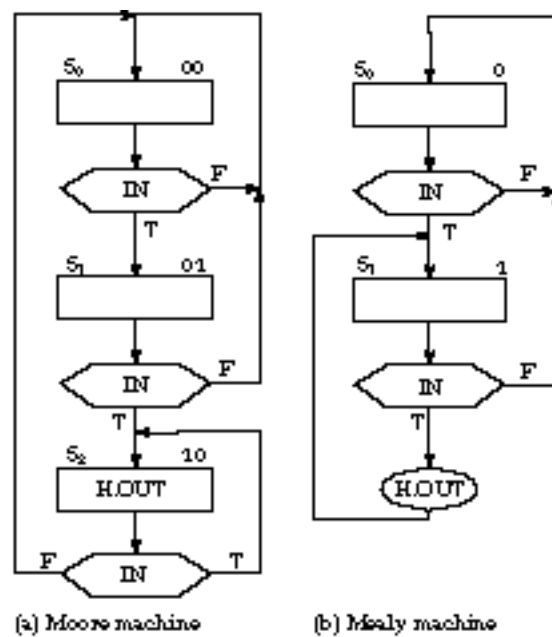 S₀ 00
IN
F
T
S₁ 01
IN
F
T
S₂ 10
H.OUT
F
IN
T
(a) Moore machine
S₀ 0
IN
F
T
S₁ 1
IN
F
T
H.OUT
(b) Mealy machine